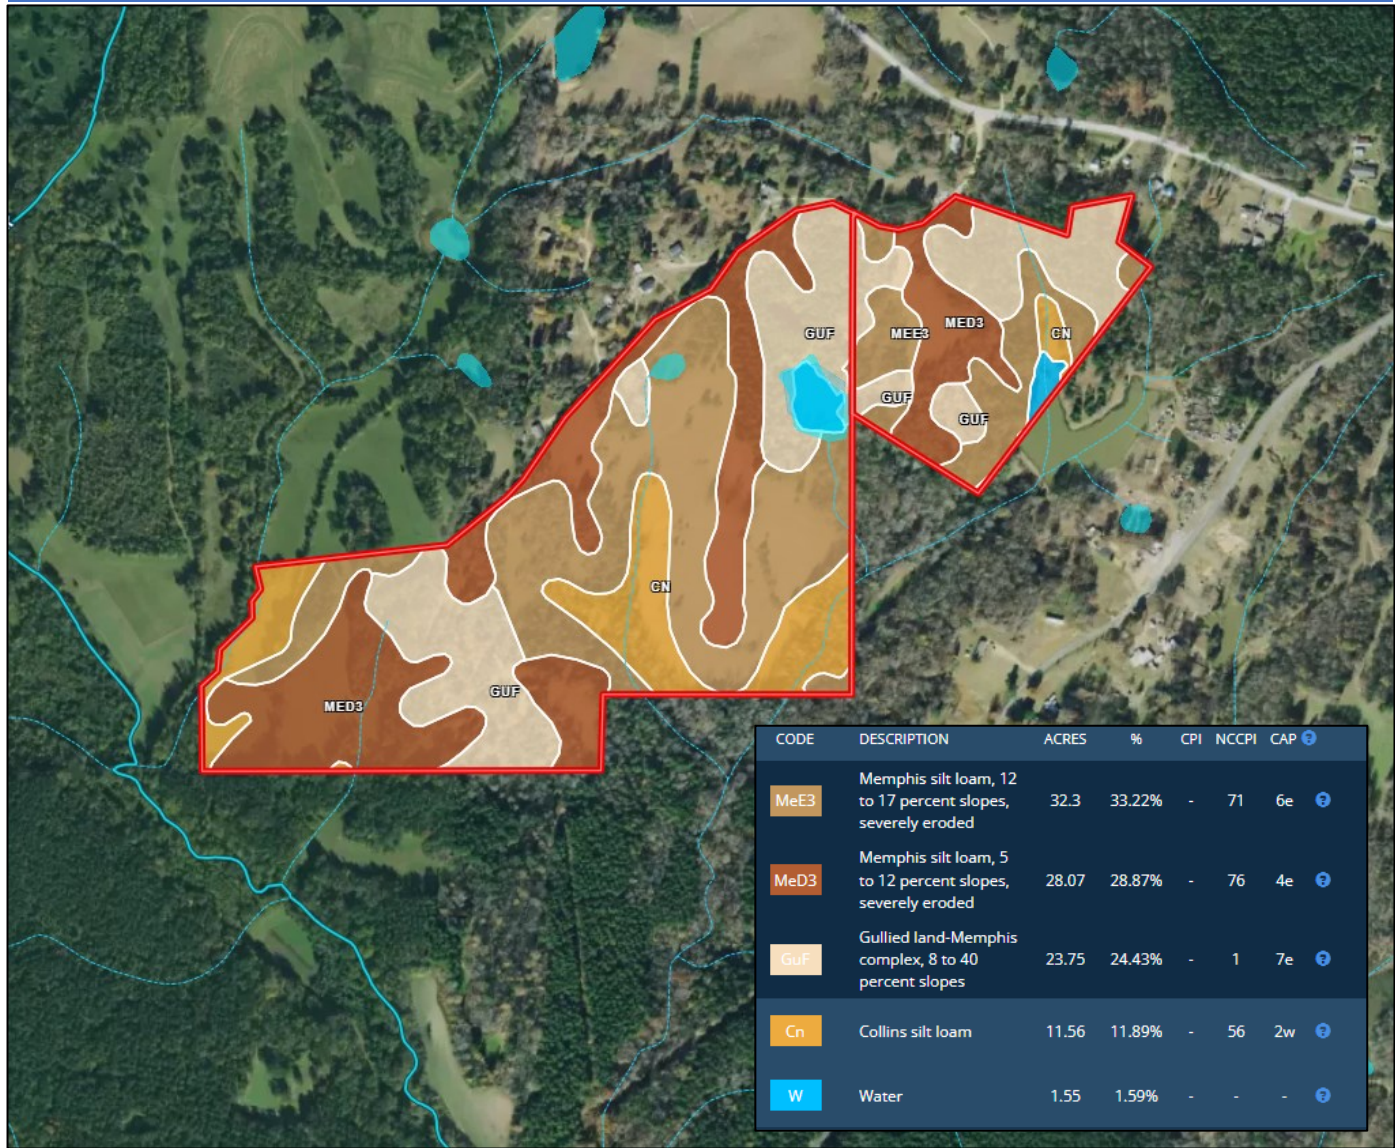 GUF
MEE3
MED3
CN
GUF
GUF
CN
GUF
MED3
CODE DESCRIPTION ACRES % CPI NCCPI CAP ?
Memphis silt loam, 12
MeE3 to 17 percent slopes, 32.3 33.22% - 71 6e ?
severely eroded
Memphis silt loam, 5
MeD3 to 12 percent slopes, 28.07 28.87% - 76 4e ?
severely eroded
Gullied land-Memphis
GuF complex, 8 to 40 23.75 24.43% - 1 7e ?
percent slopes
Cn Collins silt loam 11.56 11.89% - 56 2w ?
W Water 1.55 1.59% - - - ?